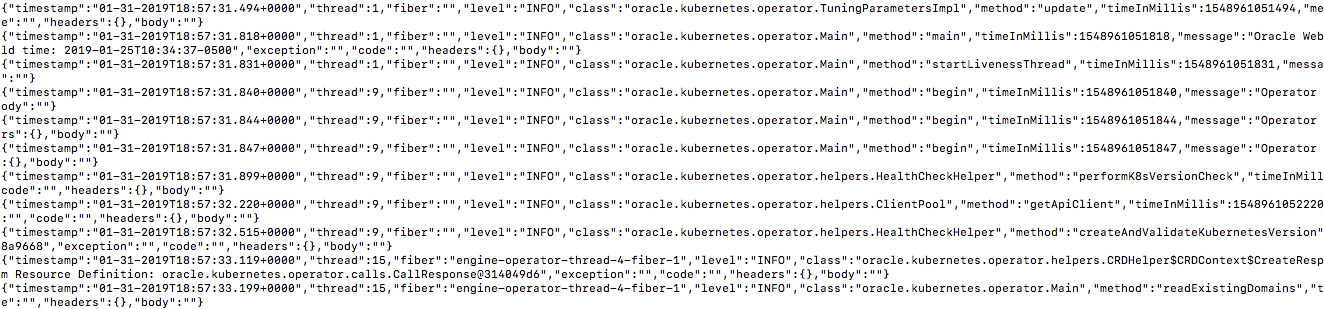 {"timestamp":"01-31-2019T18:57:31.494+0000","thread":1,"fiber":"","level":"INFO","class":"oracle.kubernetes.operator.TuningParametersImpl","method":"update","timeInMillis":1548961051494,"me
e":"","headers":{},"body":""}
{"timestamp":"01-31-2019T18:57:31.818+0000","thread":1,"fiber":"","level":"INFO","class":"oracle.kubernetes.operator.Main","method":"main","timeInMillis":1548961051818,"message":"Oracle Web
ld time: 2019-01-25T10:34:37-0500","exception":"","code":"","headers":{},"body":""}
{"timestamp":"01-31-2019T18:57:31.831+0000","thread":1,"fiber":"","level":"INFO","class":"oracle.kubernetes.operator.Main","method":"startLivenessThread","timeInMillis":1548961051831,"messa
":""}
{"timestamp":"01-31-2019T18:57:31.840+0000","thread":9,"fiber":"","level":"INFO","class":"oracle.kubernetes.operator.Main","method":"begin","timeInMillis":1548961051840,"message":"Operator
ody":""}
{"timestamp":"01-31-2019T18:57:31.844+0000","thread":9,"fiber":"","level":"INFO","class":"oracle.kubernetes.operator.Main","method":"begin","timeInMillis":1548961051844,"message":"Operator
rs":{},"body":""}
{"timestamp":"01-31-2019T18:57:31.847+0000","thread":9,"fiber":"","level":"INFO","class":"oracle.kubernetes.operator.Main","method":"begin","timeInMillis":1548961051847,"message":"Operator
:{},"body":""}
{"timestamp":"01-31-2019T18:57:31.899+0000","thread":9,"fiber":"","level":"INFO","class":"oracle.kubernetes.operator.helpers.HealthCheckHelper","method":"performK8sVersionCheck","timeInMill
code":"","headers":{},"body":""}
{"timestamp":"01-31-2019T18:57:32.220+0000","thread":9,"fiber":"","level":"INFO","class":"oracle.kubernetes.operator.helpers.ClientPool","method":"getApiClient","timeInMillis":1548961052220
:"","code":"","headers":{},"body":""}
{"timestamp":"01-31-2019T18:57:32.515+0000","thread":9,"fiber":"","level":"INFO","class":"oracle.kubernetes.operator.helpers.HealthCheckHelper","method":"createAndValidateKubernetesVersion"
8a9668","exception":"","code":"","headers":{},"body":""}
{"timestamp":"01-31-2019T18:57:33.119+0000","thread":15,"fiber":"engine-operator-thread-4-fiber-1","level":"INFO","class":"oracle.kubernetes.operator.helpers.CRDHelper$CRDContext$CreateResp
m Resource Definition: oracle.kubernetes.operator.calls.CallResponse@314049d6","exception":"","code":"","headers":{},"body":""}
{"timestamp":"01-31-2019T18:57:33.199+0000","thread":15,"fiber":"engine-operator-thread-4-fiber-1","level":"INFO","class":"oracle.kubernetes.operator.Main","method":"readExistingDomains","t
e":"","headers":{},"body":""}